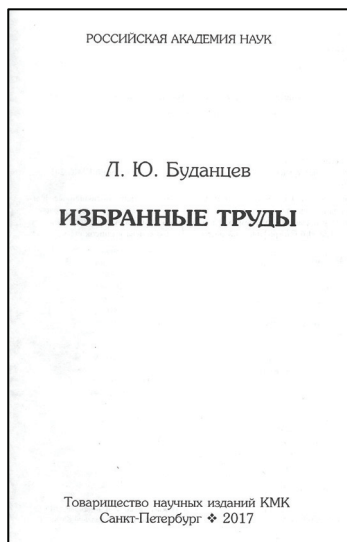 РОССИЙСКАЯ АКАДЕМИЯ НАУК
Л. Ю. Буданцев
ИЗБРАННЫЕ ТРУДЫ
Товарищество научных изданий КМК
Санкт-Петербург ❖ 2017